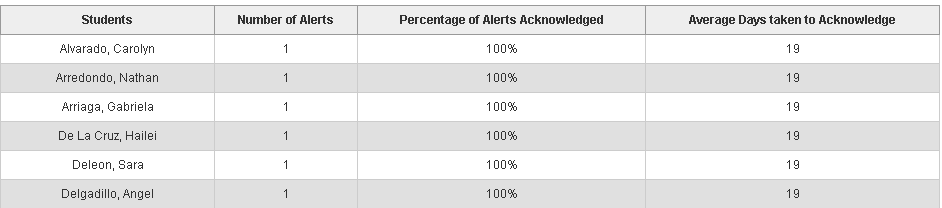 Students Number of Alerts Percentage of Alerts Acknowledged Average Days taken to Acknowledge
Alvarado, Carolyn 1 100% 19
Arredondo, Nathan 1 100% 19
Arriaga, Gabriela 1 100% 19
De La Cruz, Hailei 1 100% 19
Deleon, Sara 1 100% 19
Delgadillo, Angel 1 100% 19